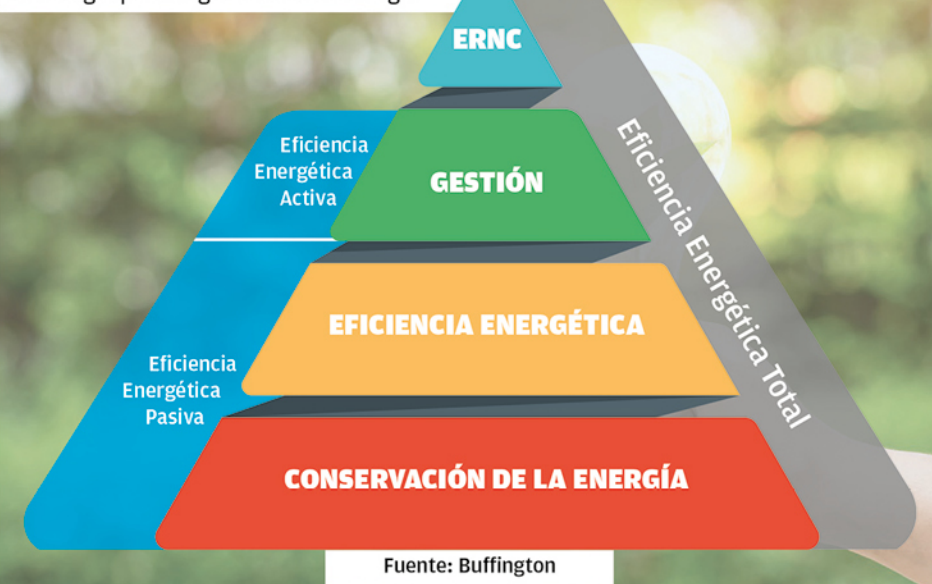 ERNC
Eficiencia
Energética
Activa
GESTIÓN
Eficiencia Energética Total
EFICIENCIA ENERGÉTICA
Eficiencia
Energética
Pasiva
CONSERVACIÓN DE LA ENERGÍA
Fuente: Buffington